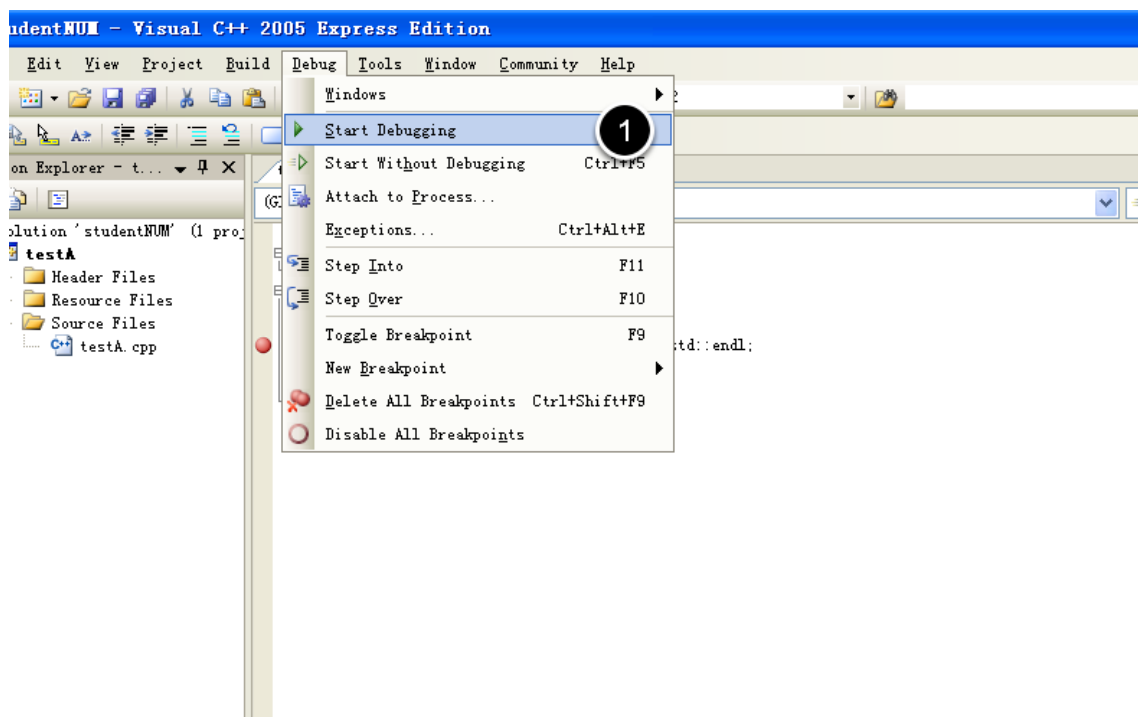 udentNUM - Visual C++ 2005 Express Edition
Edit View Project Build Debug Tools Window Community Help
Windows
Start Debugging 1
on Explorer - t...
Start Without Debugging Ctrl+F5
Attach to Process...
olution 'studentNUM' (1 proj
Exceptions... Ctrl+Alt+E
testA
Header Files
Step Into F11
Resource Files
Step Over F10
Source Files
testA.cpp
Toggle Breakpoint F9
td::endl;
New Breakpoint
Delete All Breakpoints Ctrl+Shift+F9
Disable All Breakpoints